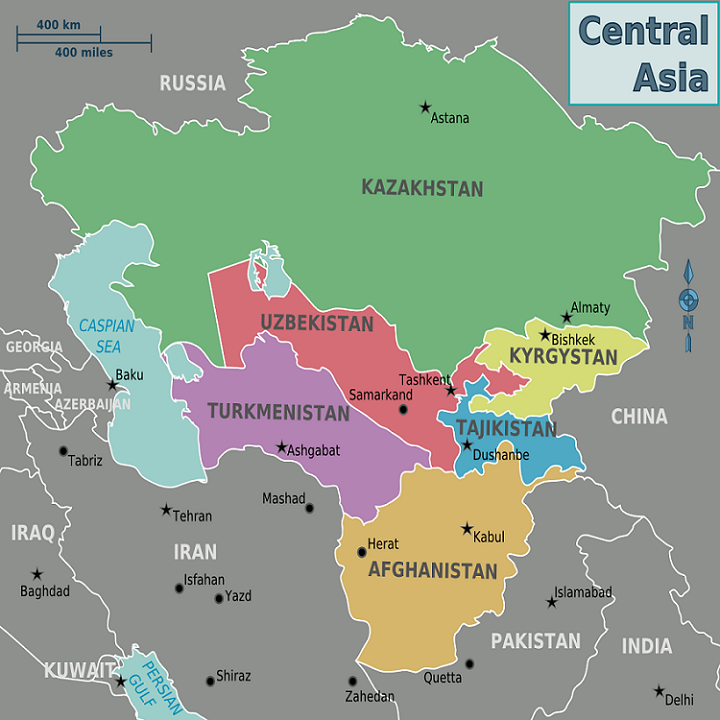 400 km
400 miles
Central
Asia
RUSSIA
Astana
KAZAKHSTAN
CASPIAN
SEA
UZBEKISTAN
Almaty
Bishkek
KYRGYSTAN
GEORGIA
Baku
Tashkent
ARMENIA
AZERBAIJAN
Samarkand
TURKMENISTAN
CHINA
TAJIKISTAN
Ashgabat
Dushanbe
Tabriz
Mashad
Tehran
IRAQ
IRAN
Herat
Kabul
AFGHANISTAN
Baghdad
Isfahan
Yazd
Islamabad
PAKISTAN
INDIA
KUWAIT
PERSIAN
GULF
Shiraz
Quetta
Zahedan
Delhi
N